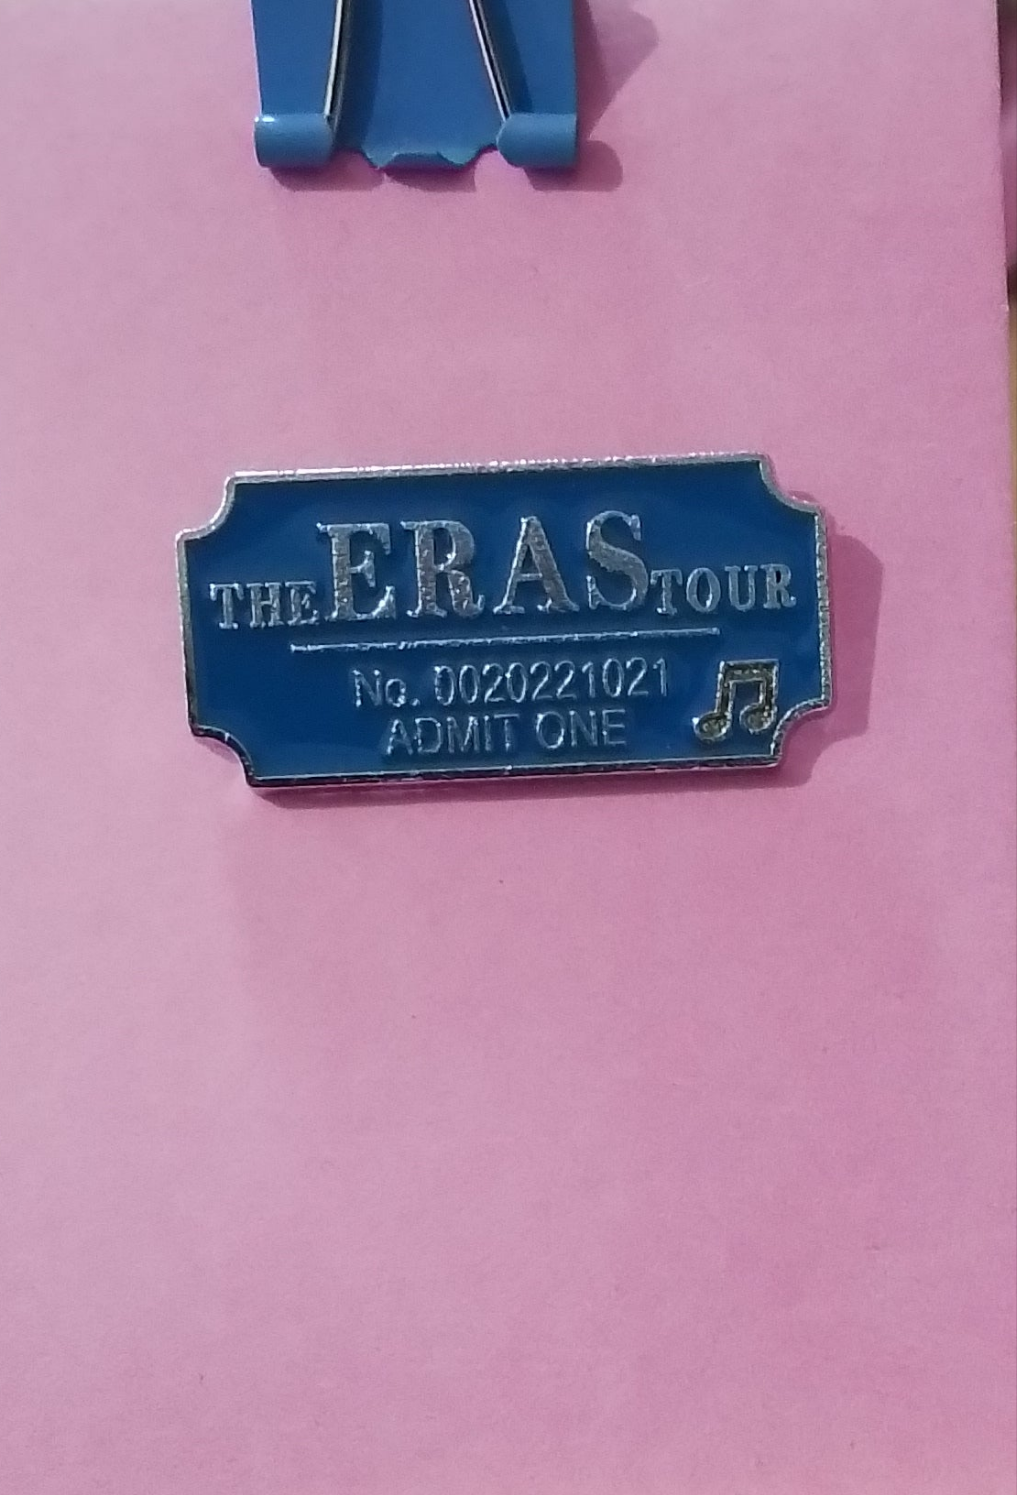 THE ERAS TOUR
No. 0020221021
ADMIT ONE